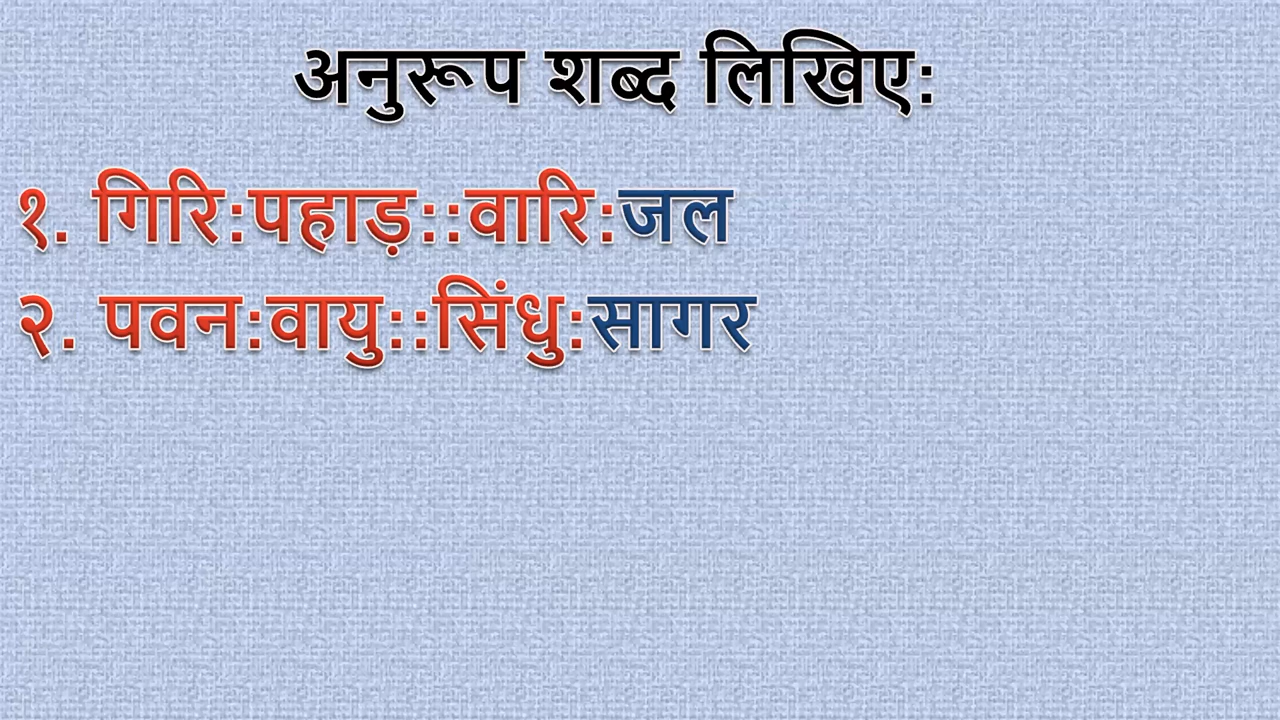 अनुरूप शब्द लिखिए:
१. गिरि:पहाड़::वारि:जल
२. पवन:वायु::सिंधु:सागर